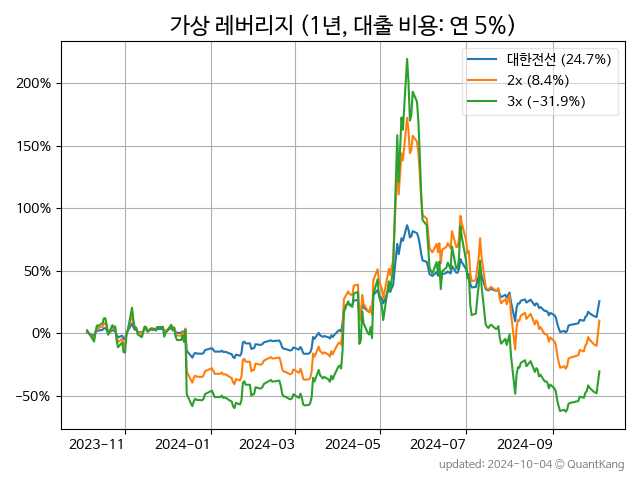 가상 레버리지 (1년, 대출 비용: 연 5%)
대한전선 (24.7%)
2x (8.4%)
3x (−31.9%)
200%
150%
100%
50%
0%
−50%
2023-11
2024-01
2024-03
2024-05
2024-07
2024-09
updated: 2024-10-04 © QuantKang